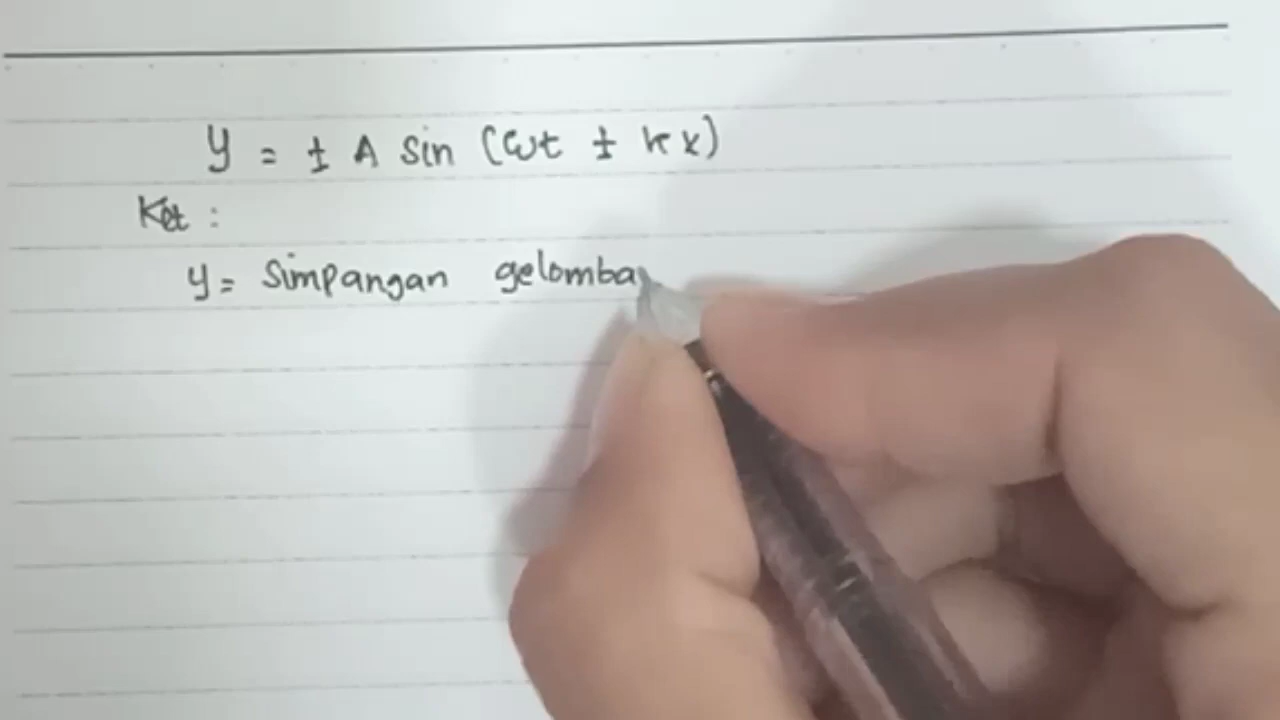 y = ± A sin (ωt ± kx)
Ket :
y = Simpangan gelomba